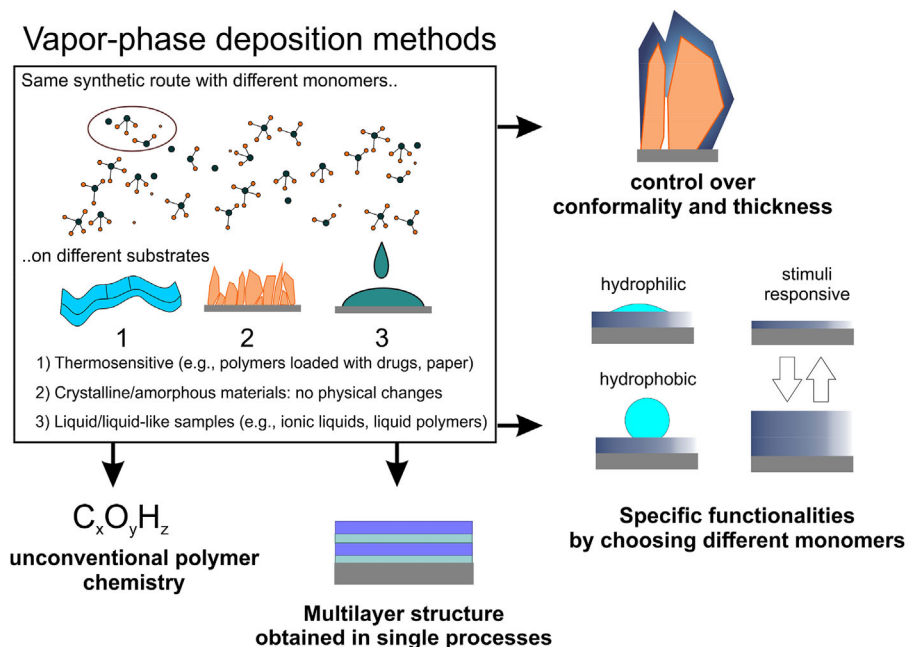 Vapor-phase deposition methods
Same synthetic route with different monomers..
..on different substrates
1
2
3
1) Thermosensitive (e.g., polymers loaded with drugs, paper)
2) Crystalline/amorphous materials: no physical changes
3) Liquid/liquid-like samples (e.g., ionic liquids, liquid polymers)
control over
conformality and thickness
hydrophilic
stimuli
responsive
hydrophobic
Specific functionalities
by choosing different monomers
CxOyHz
unconventional polymer
chemistry
Multilayer structure
obtained in single processes